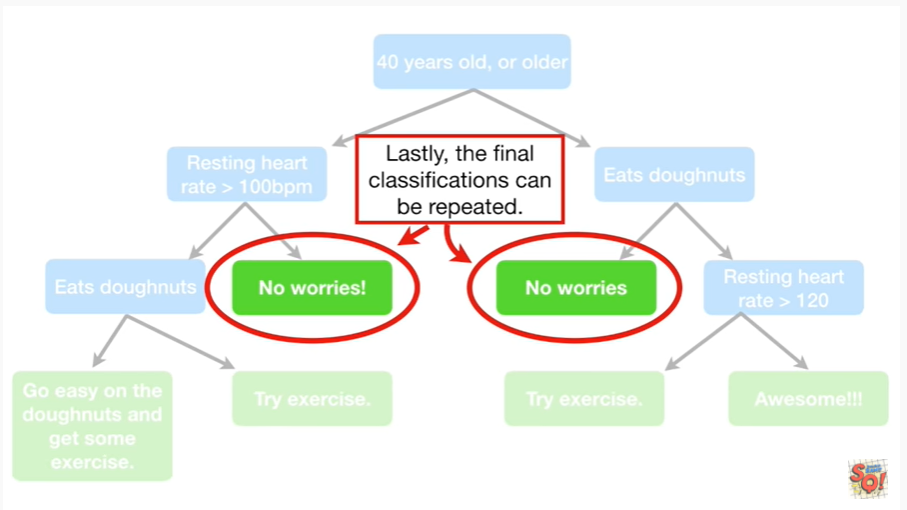 40 years old, or older
Lastly, the final
classifications can
be repeated.
Resting heart
rate > 100bpm
Eats doughnuts
Eats doughnuts
No worries!
No worries
Resting heart
rate > 120
Go easy on the
doughnuts and
get some
exercise.
Try exercise.
Try exercise.
Awesome!!!
SQ!